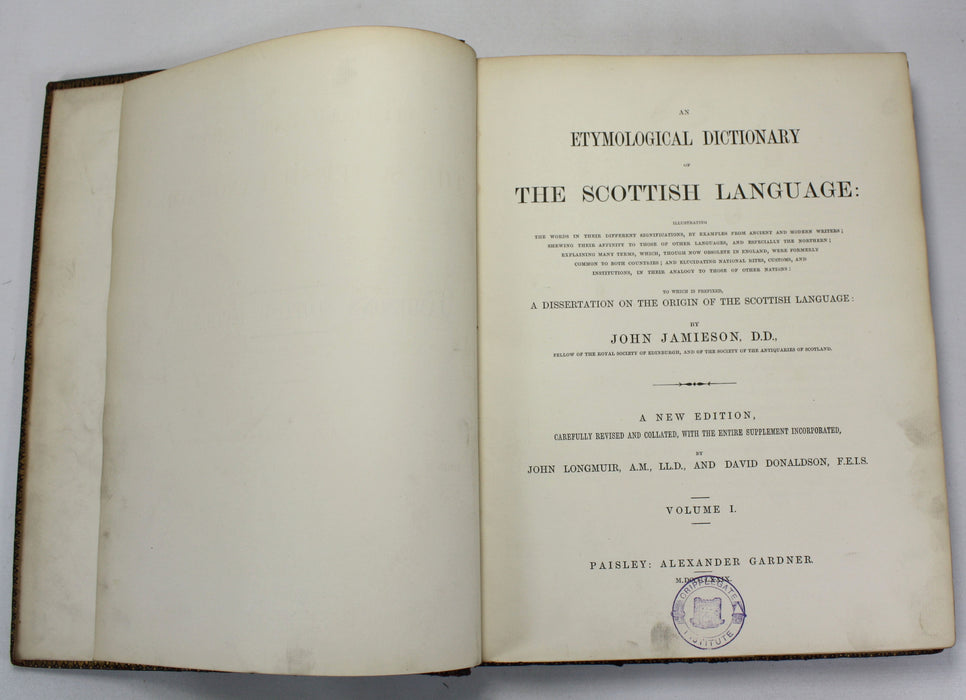 AN
ETYMOLOGICAL DICTIONARY
OF
THE SCOTTISH LANGUAGE:
ILLUSTRATING
THE WORDS IN THEIR DIFFERENT SIGNIFICATIONS, BY EXAMPLES FROM ANCIENT AND MODERN WRITERS;
SHEWING THEIR AFFINITY TO THOSE OF OTHER LANGUAGES, AND ESPECIALLY THE NORTHERN;
EXPLAINING MANY TERMS, WHICH, THOUGH NOW OBSOLETE IN ENGLAND, WERE FORMERLY
COMMON TO BOTH COUNTRIES; AND ELUCIDATING NATIONAL RITES, CUSTOMS, AND
INSTITUTIONS, IN THEIR ANALOGY TO THOSE OF OTHER NATIONS:
TO WHICH IS PREFIXED,
A DISSERTATION ON THE ORIGIN OF THE SCOTTISH LANGUAGE:
BY
JOHN JAMIESON, D.D.,
FELLOW OF THE ROYAL SOCIETY OF EDINBURGH, AND OF THE SOCIETY OF THE ANTIQUARIES OF SCOTLAND.
A NEW EDITION,
CAREFULLY REVISED AND COLLATED, WITH THE ENTIRE SUPPLEMENT INCORPORATED,
BY
JOHN LONGMUIR, A.M., LL.D., AND DAVID DONALDSON, F.E.I.S.
VOLUME I.
PAISLEY: ALEXANDER GARDNER.
CRIPPLEGATE
INSTITUTE